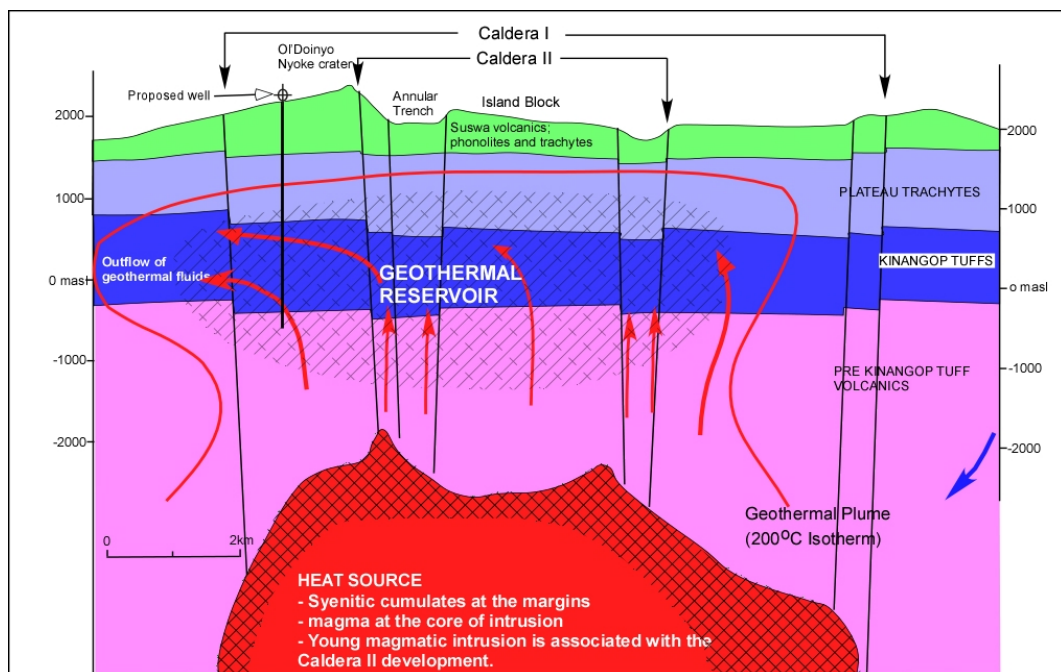 Caldera I
Caldera II
Ol'Doinyo
Nyoke crater
Proposed well
Annular
Trench
Island Block
Suswa volcanics;
phonolites and trachytes
2000
1000
0 masl
-1000
-2000
2000
1000
0 masl
-1000
-2000
PLATEAU TRACHYTES
KINANGOP TUFFS
Outflow of
geothermal fluids
GEOTHERMAL
RESERVOIR
PRE KINANGOP TUFF
VOLCANICS
Geothermal Plume
(200°C Isotherm)
0 2km
HEAT SOURCE
- Syenitic cumulates at the margins
- magma at the core of intrusion
- Young magmatic intrusion is associated with the
Caldera II development.